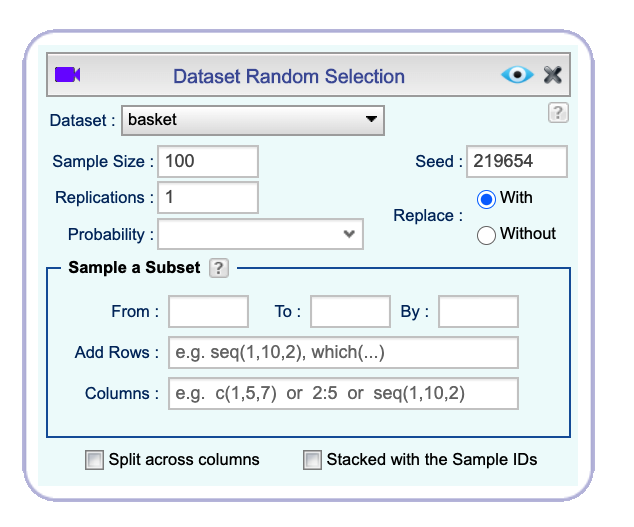 Dataset Random Selection
Dataset : basket
?
Sample Size : 100 Seed : 219654
Replications : 1
Replace : With
Probability : Without
Sample a Subset ?
From : To : By :
Add Rows : e.g. seq(1,10,2), which(...)
Columns : e.g. c(1,5,7) or 2:5 or seq(1,10,2)
Split across columns Stacked with the Sample IDs